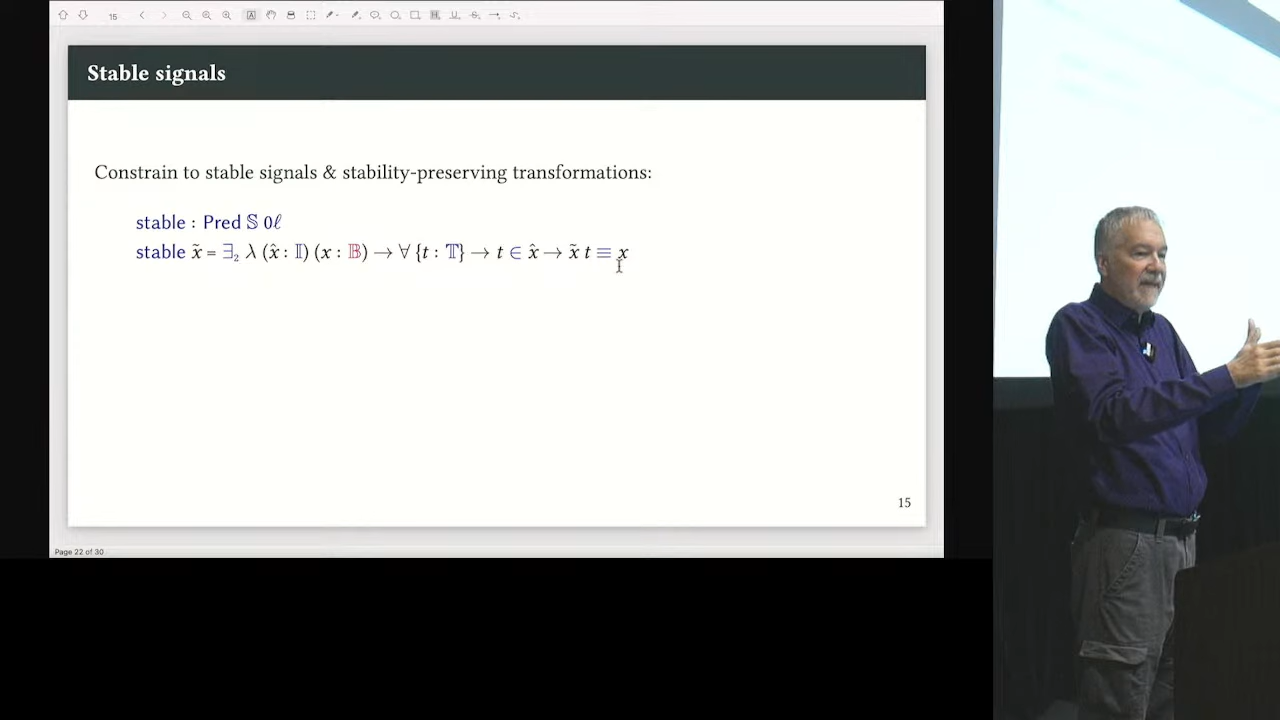 15
Stable signals
Constrain to stable signals & stability-preserving transformations:
stable : Pred 𝕊 0ℓ
stable x̃ = ∃₂ λ (x̂ : 𝕀) (x : 𝔹) → ∀ {t : 𝕋} → t ∈ x̂ → x̃ t ≡ x
15
Page 22 of 30